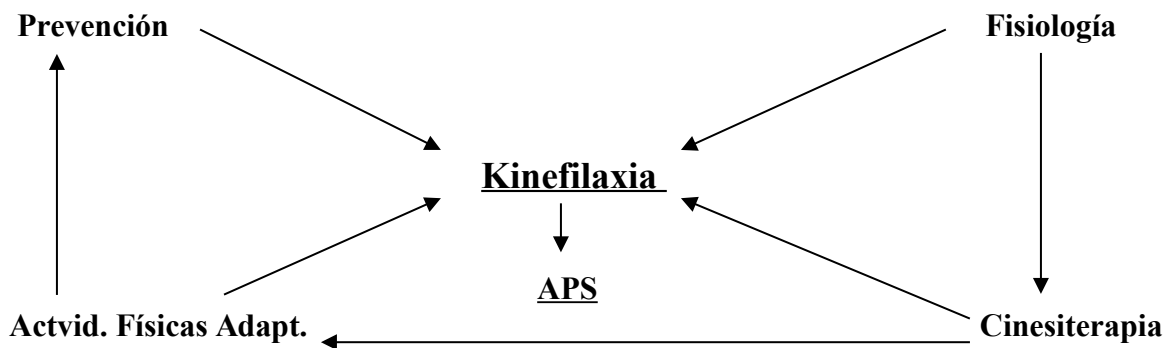 Prevención
Fisiología
Kinefilaxia
APS
Actvid. Físicas Adapt.
Cinesiterapia